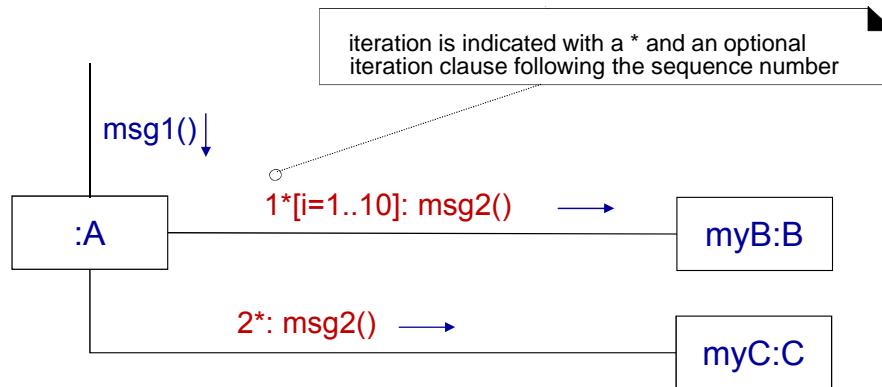 iteration is indicated with a * and an optional
iteration clause following the sequence number
msg1()
1*[i=1..10]: msg2()
:A
myB:B
2*: msg2()
myC:C